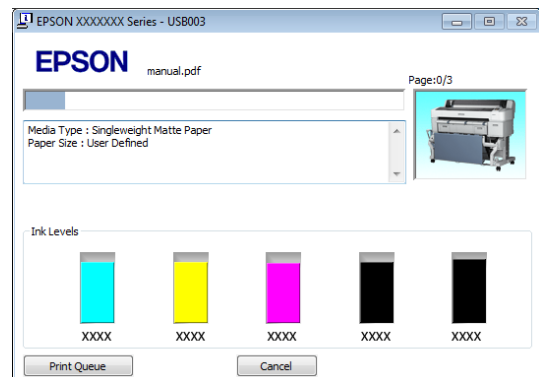 EPSON XXXXXXX Series - USB003
EPSON manual.pdf
Page:0/3
Media Type : Singleweight Matte Paper
Paper Size : User Defined
Ink Levels
XXXX XXXX XXXX XXXX XXXX
Print Queue Cancel